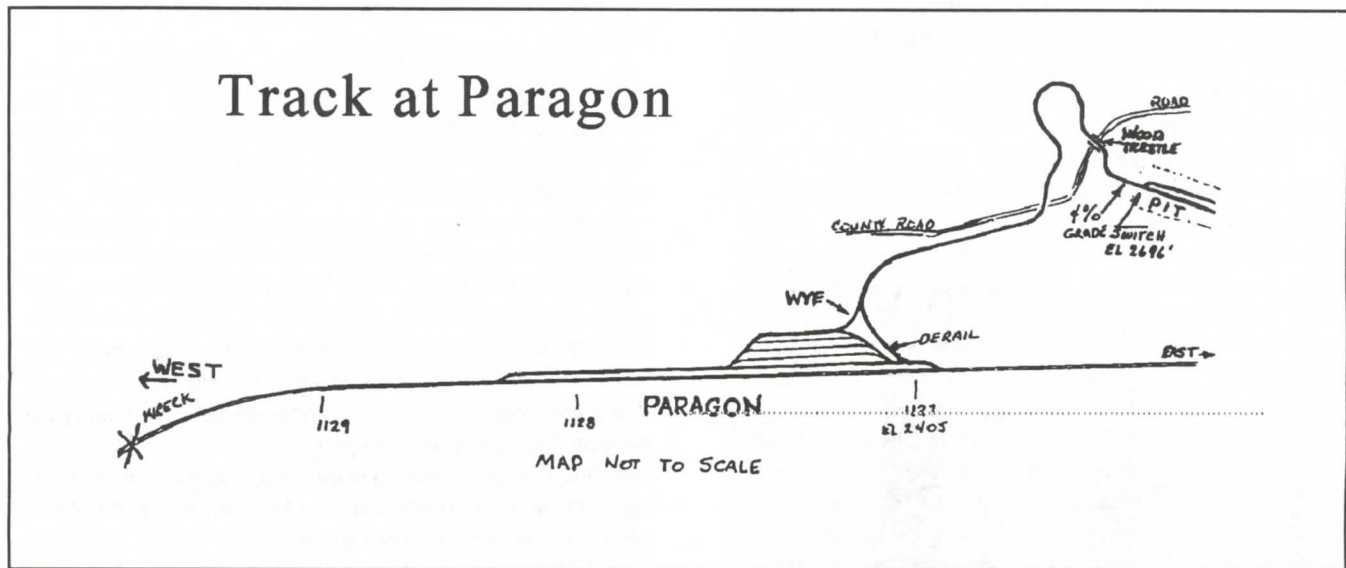 Track at Paragon
ROAD
WOOD
TRESTLE
PIT
4%
GRADE SWITCH
EL 2696'
COUNTY ROAD
WYE
DERAIL
EAST
WEST
WRECK
PARAGON
1129
1128
EL 2405
MAP NOT TO SCALE